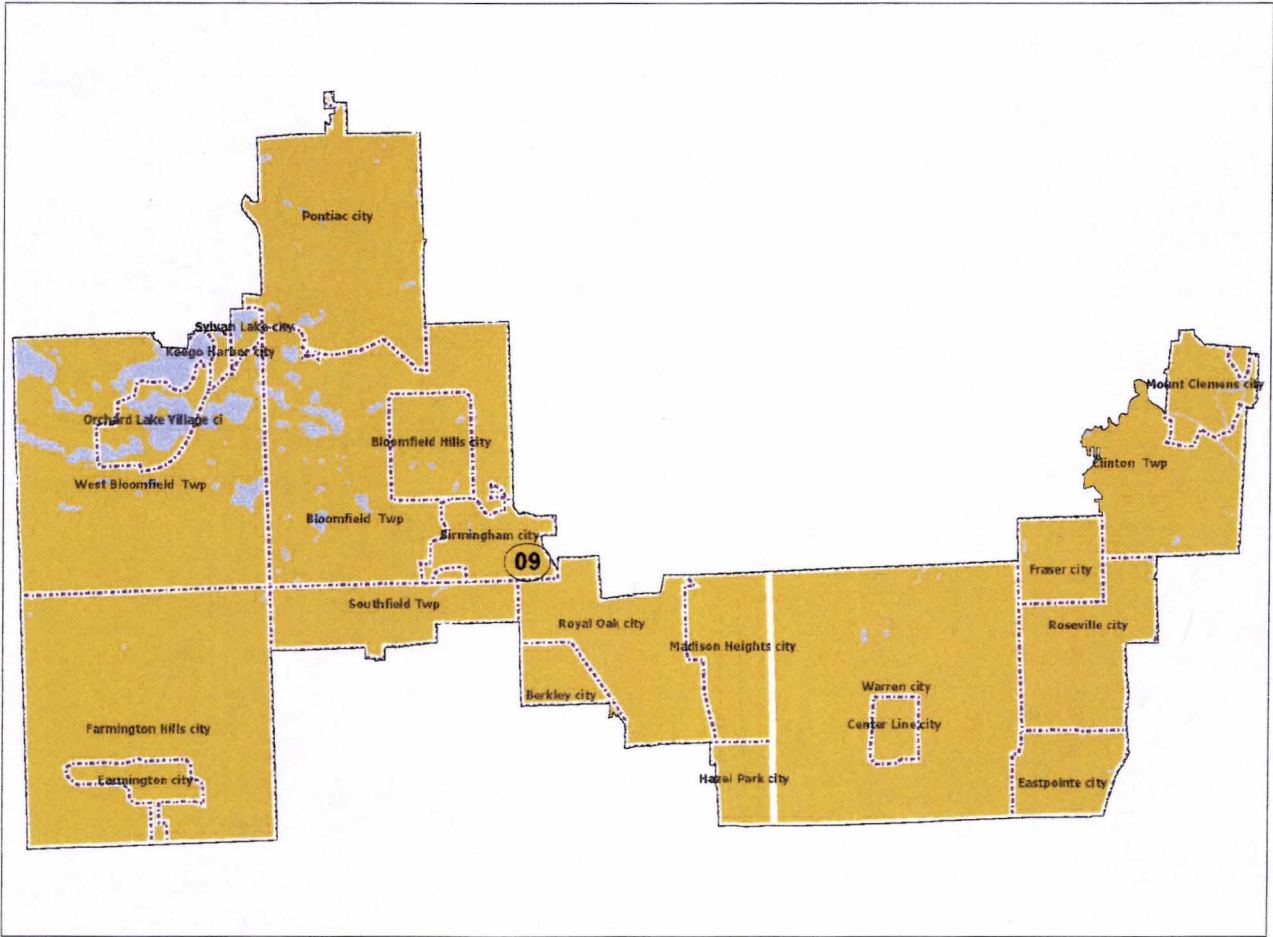 Pontiac city
Sylvan Lake city
Keego Harbor city
Mount Clemens city
Orchard Lake Village ci
Bloomfield Hills city
Clinton Twp
West Bloomfield Twp
Bloomfield Twp
Birmingham city
09
Fraser city
Southfield Twp
Royal Oak city
Roseville city
Madison Heights city
Warren city
Berkley city
Center Line city
Farmington Hills city
Farmington city
Hazel Park city
Eastpointe city